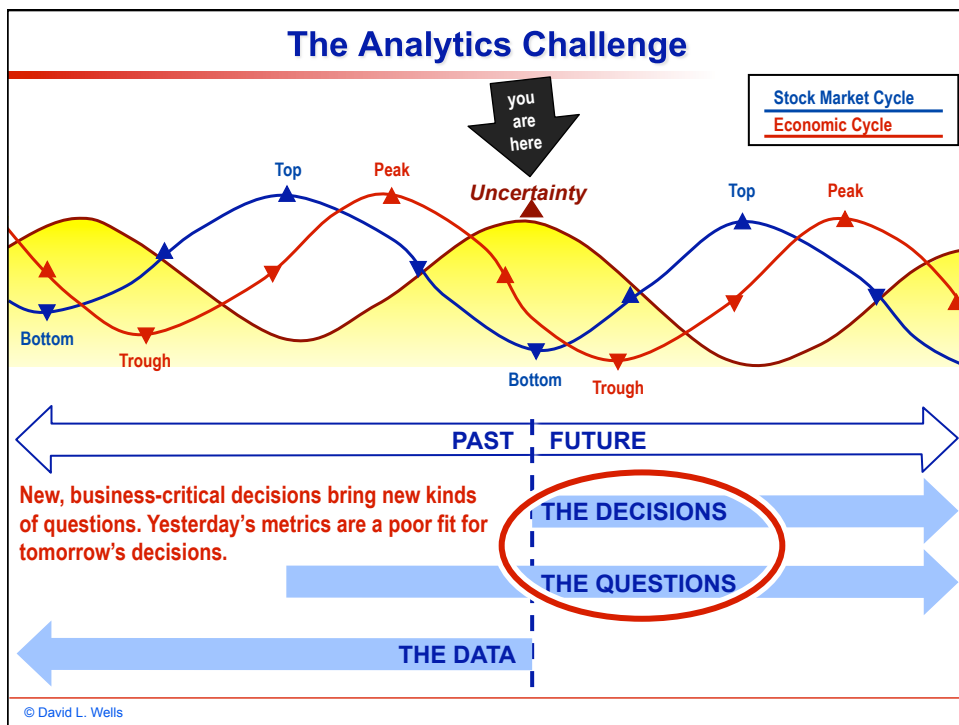 The Analytics Challenge
you
are
here
Stock Market Cycle
Economic Cycle
Top
Peak
Uncertainty
Top
Peak
Bottom
Trough
Bottom
Trough
PAST
FUTURE
New, business-critical decisions bring new kinds
of questions. Yesterday’s metrics are a poor fit for
tomorrow’s decisions.
THE DECISIONS
THE QUESTIONS
THE DATA
© David L. Wells